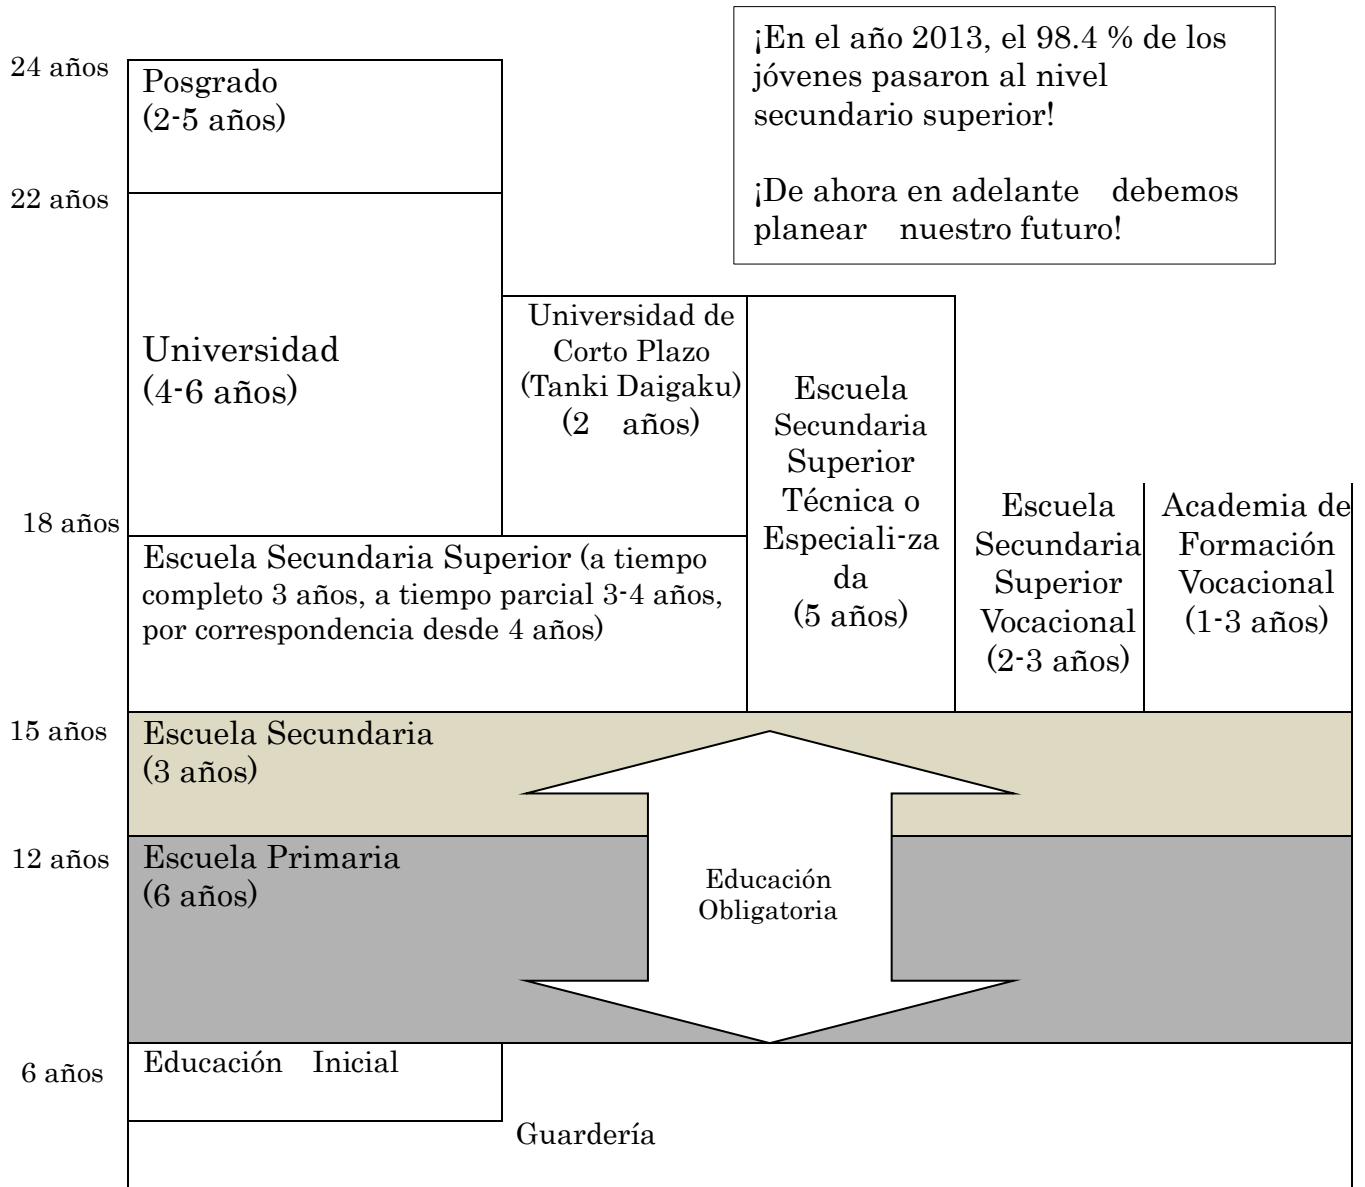 ¡En el año 2013, el 98.4 % de los
jóvenes pasaron al nivel
secundario superior!
¡De ahora en adelante debemos
planear nuestro futuro!
24 años
Posgrado
(2-5 años)
22 años
Universidad
(4-6 años)
Universidad de
Corto Plazo
(Tanki Daigaku)
(2 años)
Escuela
Secundaria
Superior
Técnica o
Especiali-za
da
(5 años)
Escuela
Secundaria
Superior
Vocacional
(2-3 años)
Academia de
Formación
Vocacional
(1-3 años)
18 años
Escuela Secundaria Superior (a tiempo
completo 3 años, a tiempo parcial 3-4 años,
por correspondencia desde 4 años)
15 años
Escuela Secundaria
(3 años)
12 años
Escuela Primaria
(6 años)
Educación
Obligatoria
6 años
Educación Inicial
Guardería